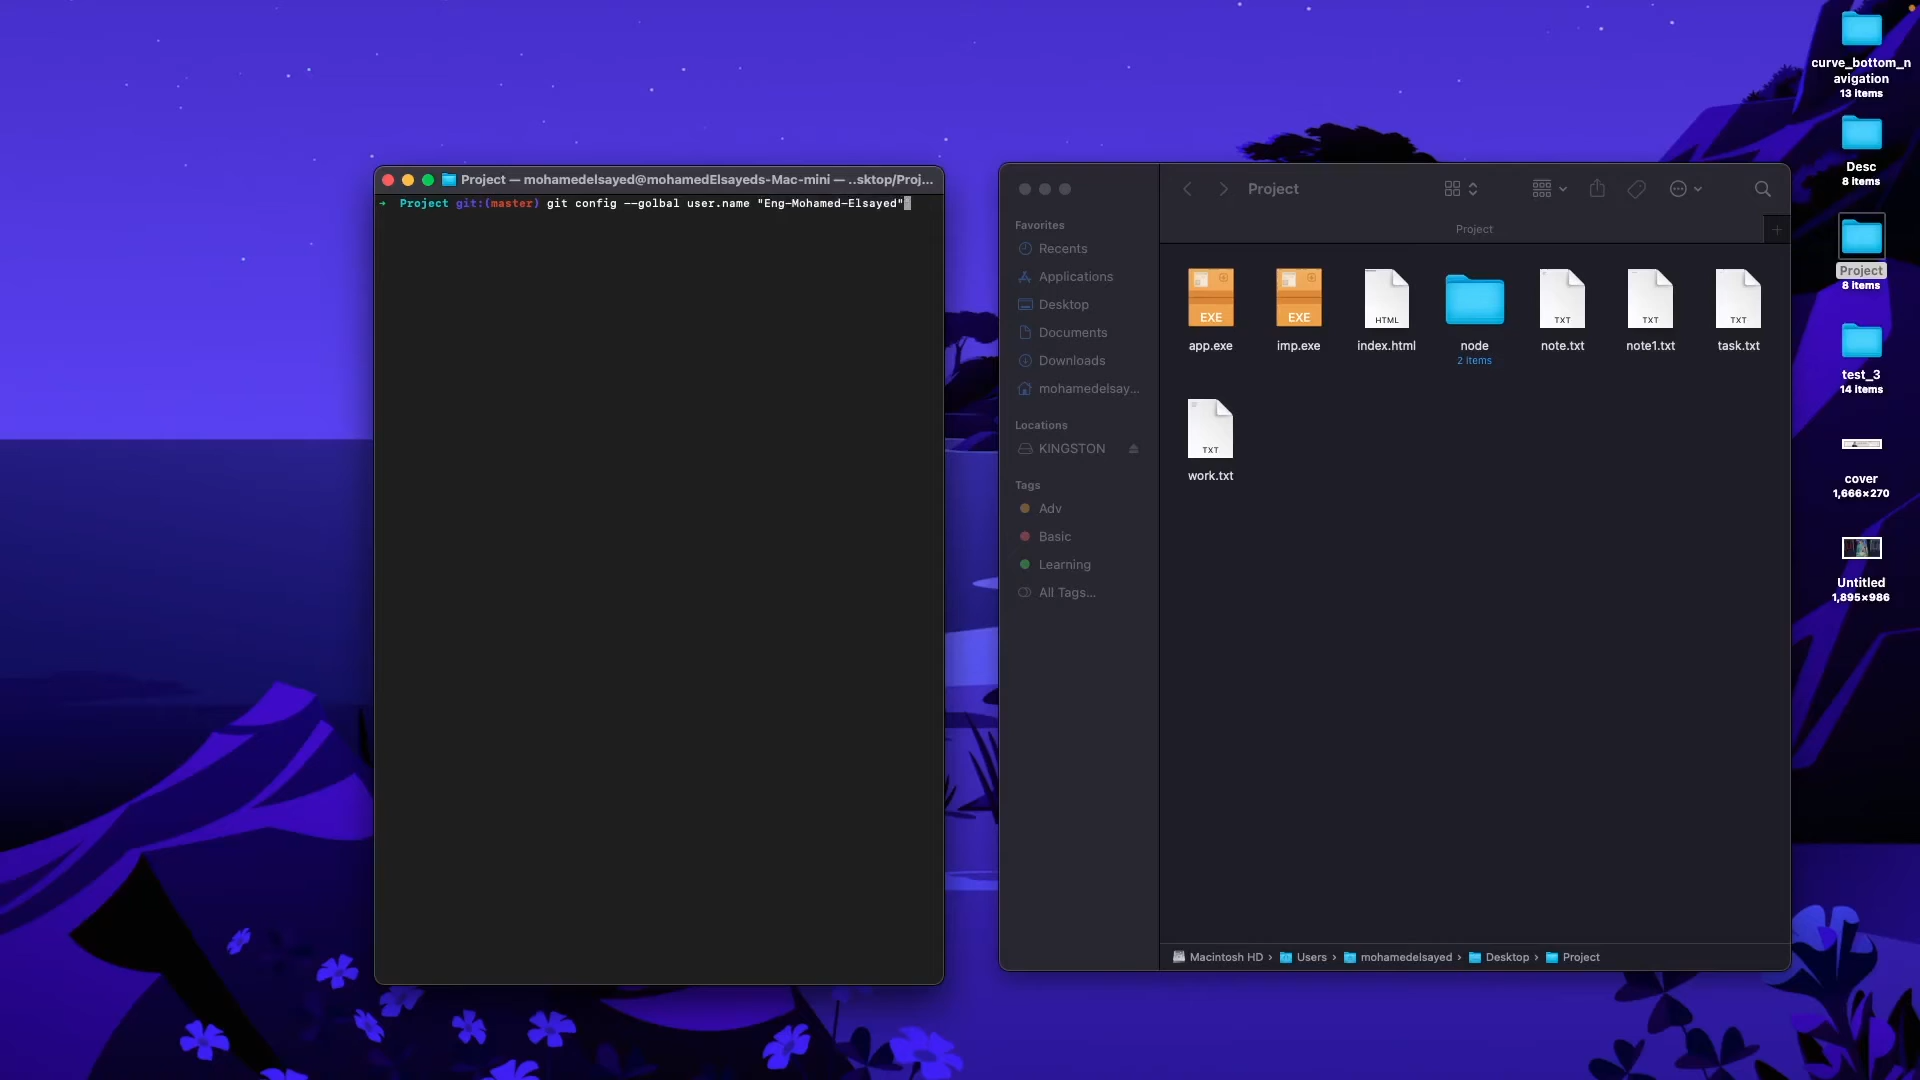 Project — mohamedelsayed@mohamedElsayeds-Mac-mini — ..sktop/Proj...
→ Project git:(master) git config --golbal user.name "Eng-Mohamed-Elsayed"
Project
Project
Favorites
Recents
Applications
Desktop
Documents
Downloads
mohamedelsay...
Locations
KINGSTON
Tags
Adv
Basic
Learning
All Tags...
EXE
app.exe
EXE
imp.exe
HTML
index.html
node
2 items
TXT
note.txt
TXT
note1.txt
TXT
task.txt
TXT
work.txt
Macintosh HD › Users › mohamedelsayed › Desktop › Project
curve_bottom_n
avigation
13 items
Desc
8 items
Project
8 items
test_3
14 items
cover
1,666×270
Untitled
1,895×986